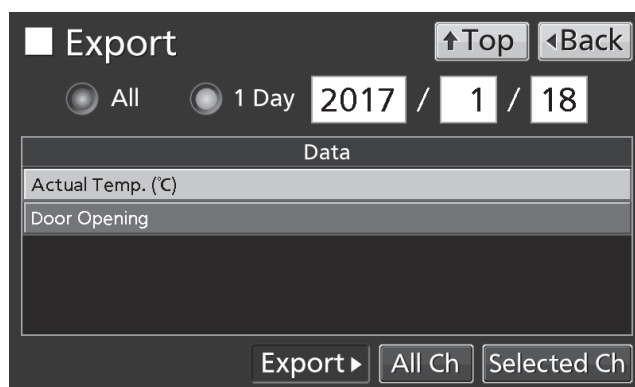 Export ↑Top ◂Back
All 1 Day 2017 / 1 / 18
Data
Actual Temp. (℃)
Door Opening
Export▸ All Ch Selected Ch